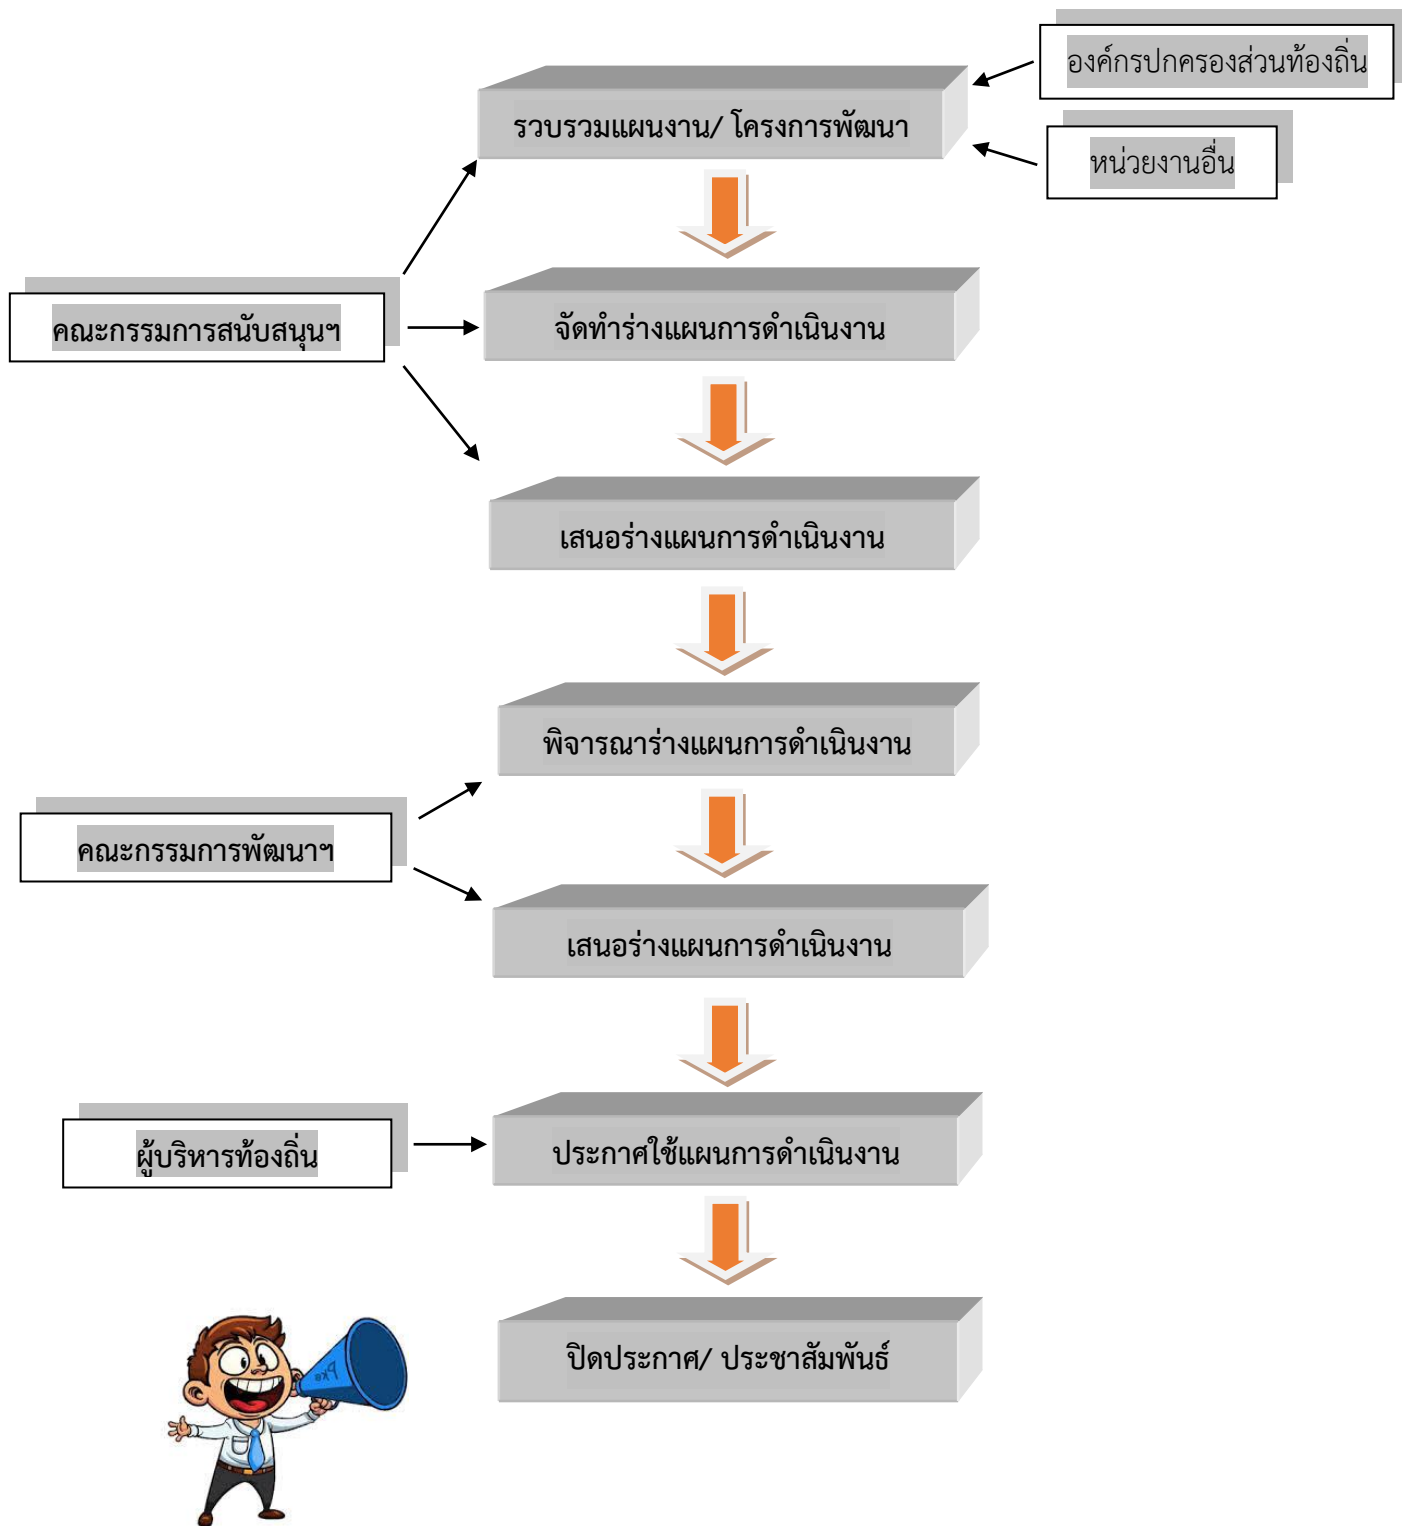 องค์กรปกครองส่วนท้องถิ่น
รวบรวมแผนงาน/ โครงการพัฒนา
หน่วยงานอื่น
คณะกรรมการสนับสนุนฯ
จัดทำร่างแผนการดำเนินงาน
เสนอร่างแผนการดำเนินงาน
พิจารณาร่างแผนการดำเนินงาน
คณะกรรมการพัฒนาฯ
เสนอร่างแผนการดำเนินงาน
ผู้บริหารท้องถิ่น
ประกาศใช้แผนการดำเนินงาน
ปิดประกาศ/ ประชาสัมพันธ์